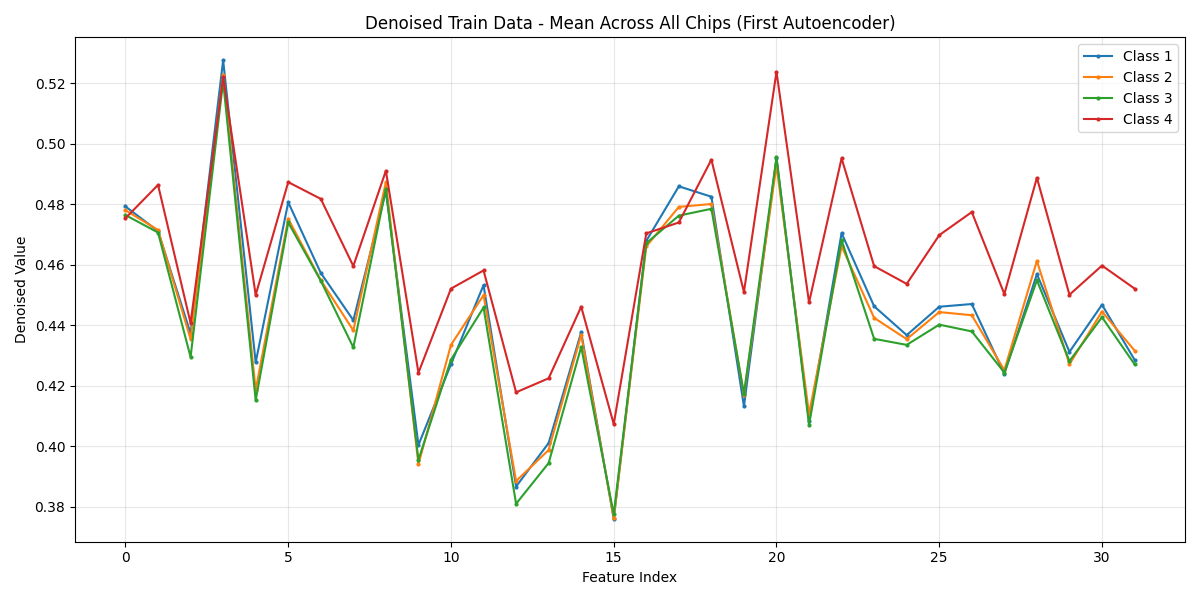 Denoised Train Data - Mean Across All Chips (First Autoencoder)
Class 1
Class 2
Class 3
Class 4
Denoised Value
0.52
0.50
0.48
0.46
0.44
0.42
0.40
0.38
0 5 10 15 20 25 30
Feature Index